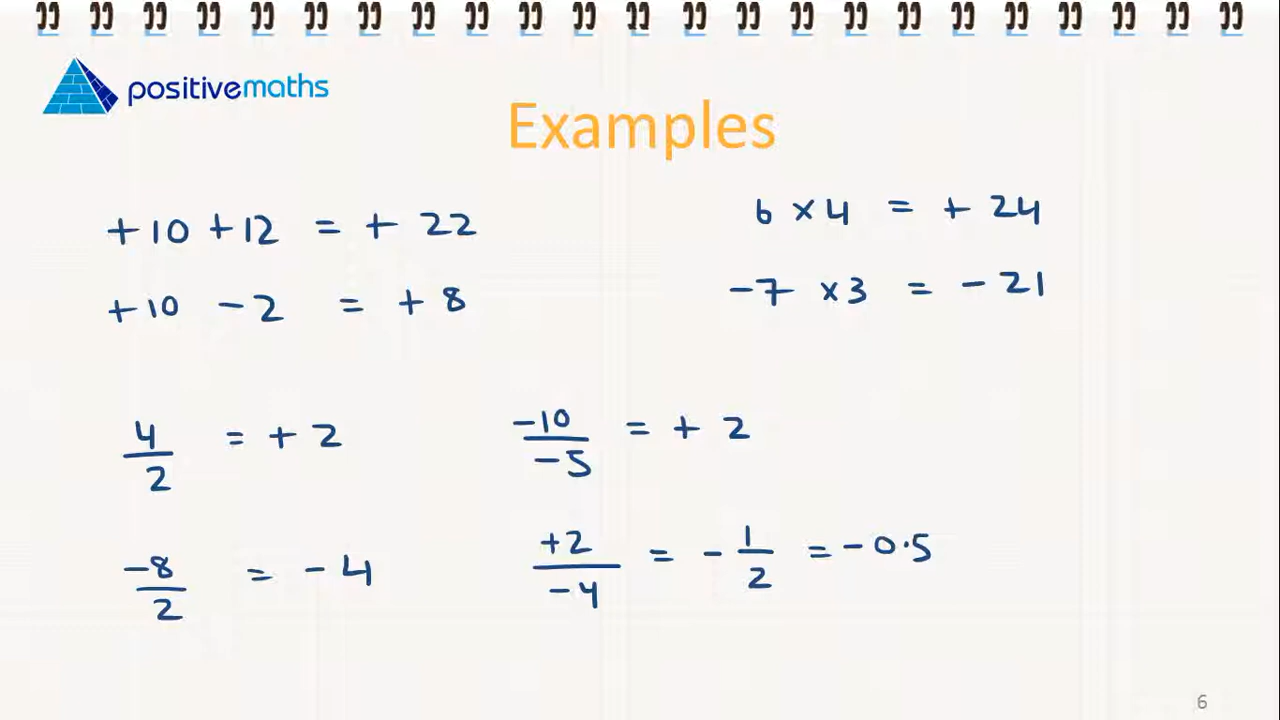 positivemaths
Examples
+10 +12 = + 22
6 × 4 = + 24
+10 - 2 = + 8
-7 × 3 = - 21
4/2 = + 2
-10/-5 = + 2
-8/2 = - 4
+2/-4 = - 1/2 = - 0·5
6